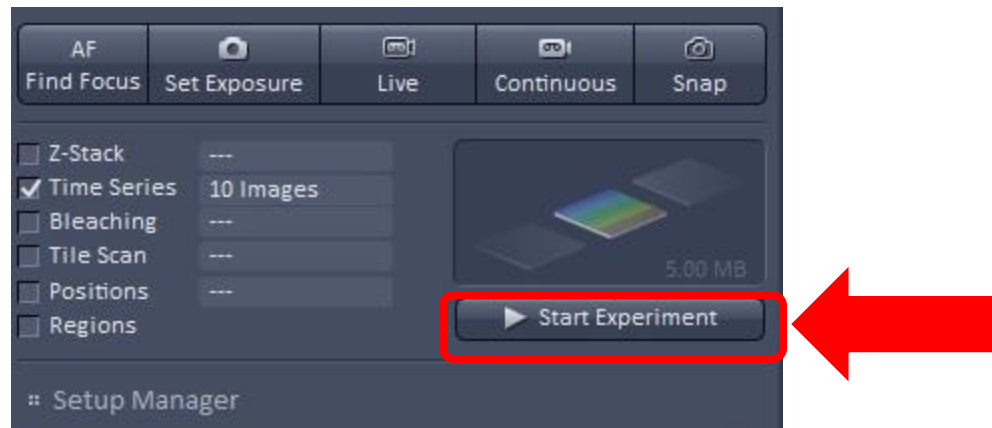 AF
Find Focus
Set Exposure
Live
Continuous
Snap
Z-Stack ---
Time Series 10 Images
Bleaching ---
Tile Scan ---
Positions ---
Regions
5.00 MB
Start Experiment
Setup Manager